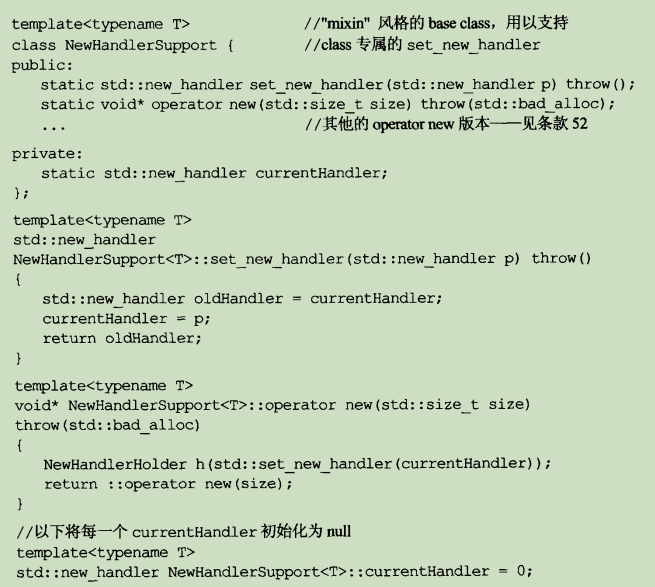 template<typename T> //"mixin" 风格的 base class，用以支持
class NewHandlerSupport { //class 专属的 set_new_handler
public:
static std::new_handler set_new_handler(std::new_handler p) throw();
static void* operator new(std::size_t size) throw(std::bad_alloc);
... //其他的 operator new 版本——见条款 52
private:
static std::new_handler currentHandler;
};
template<typename T>
std::new_handler
NewHandlerSupport<T>::set_new_handler(std::new_handler p) throw()
{
std::new_handler oldHandler = currentHandler;
currentHandler = p;
return oldHandler;
}
template<typename T>
void* NewHandlerSupport<T>::operator new(std::size_t size)
throw(std::bad_alloc)
{
NewHandlerHolder h(std::set_new_handler(currentHandler));
return ::operator new(size);
}
//以下将每一个 currentHandler 初始化为 null
template<typename T>
std::new_handler NewHandlerSupport<T>::currentHandler = 0;